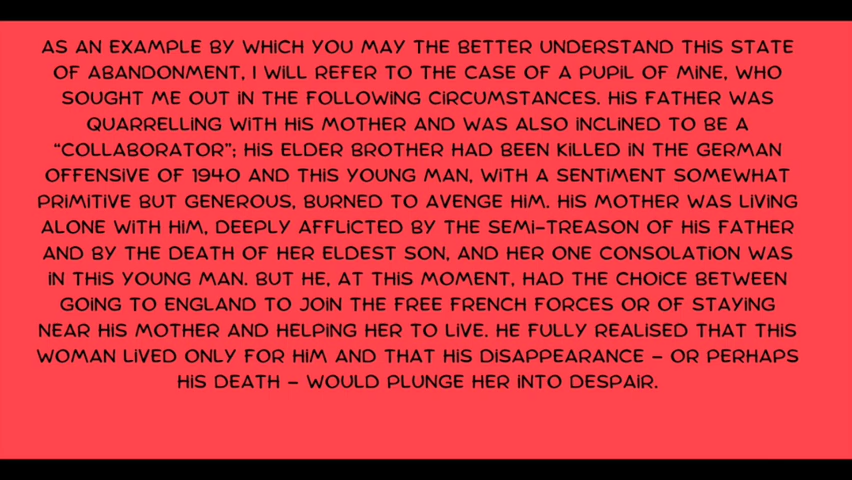 AS AN EXAMPLE BY WHICH YOU MAY THE BETTER UNDERSTAND THIS STATE
OF ABANDONMENT, I WILL REFER TO THE CASE OF A PUPIL OF MINE, WHO
SOUGHT ME OUT IN THE FOLLOWING CIRCUMSTANCES. HIS FATHER WAS
QUARRELLING WITH HIS MOTHER AND WAS ALSO INCLINED TO BE A
“COLLABORATOR”; HIS ELDER BROTHER HAD BEEN KILLED IN THE GERMAN
OFFENSIVE OF 1940 AND THIS YOUNG MAN, WITH A SENTIMENT SOMEWHAT
PRIMITIVE BUT GENEROUS, BURNED TO AVENGE HIM. HIS MOTHER WAS LIVING
ALONE WITH HIM, DEEPLY AFFLICTED BY THE SEMI-TREASON OF HIS FATHER
AND BY THE DEATH OF HER ELDEST SON, AND HER ONE CONSOLATION WAS
IN THIS YOUNG MAN. BUT HE, AT THIS MOMENT, HAD THE CHOICE BETWEEN
GOING TO ENGLAND TO JOIN THE FREE FRENCH FORCES OR OF STAYING
NEAR HIS MOTHER AND HELPING HER TO LIVE. HE FULLY REALISED THAT THIS
WOMAN LIVED ONLY FOR HIM AND THAT HIS DISAPPEARANCE – OR PERHAPS
HIS DEATH – WOULD PLUNGE HER INTO DESPAIR.